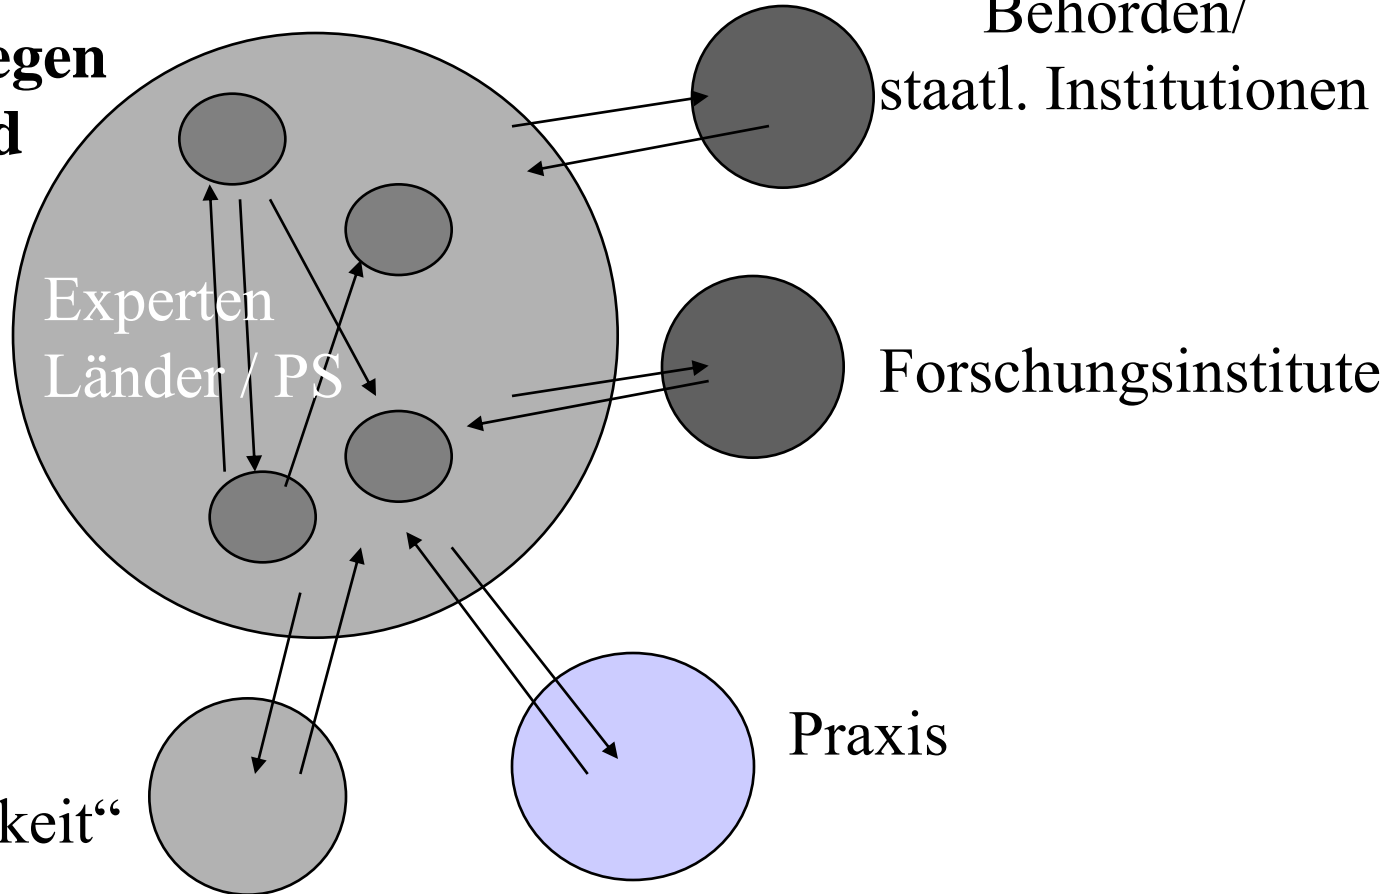 egen
d
Behörden/
staatl. Institutionen
Experten
Länder / PS
Forschungsinstitute
Praxis
keit“